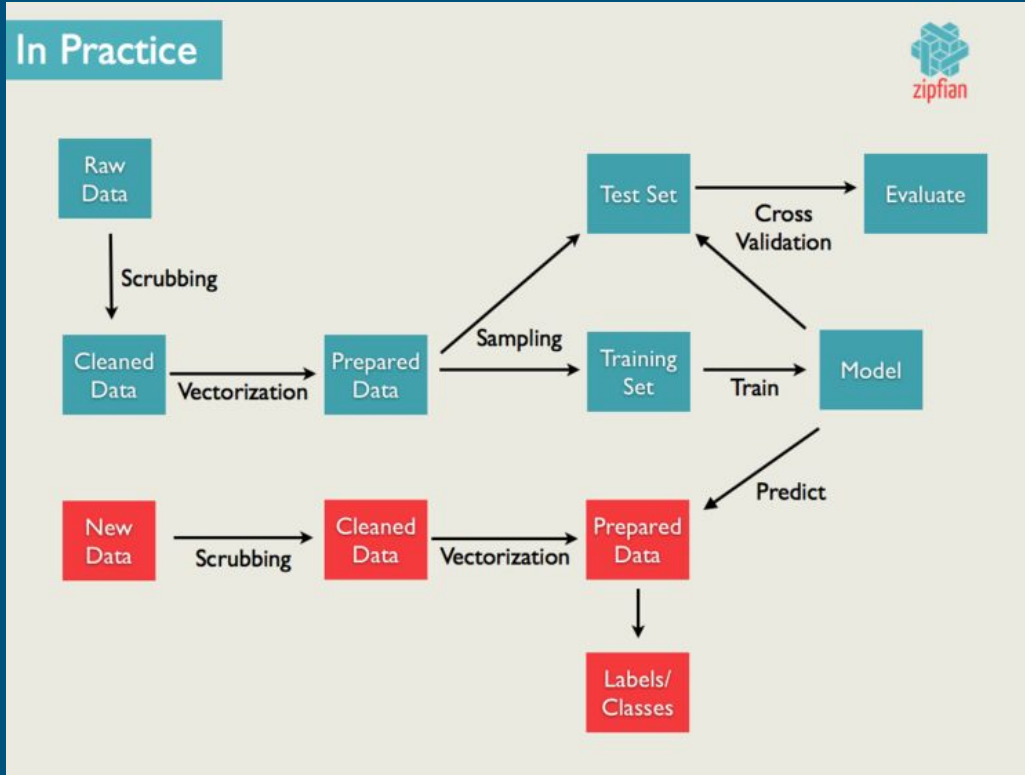 In Practice
zipfian
Raw
Data
Test Set
Evaluate
Cross
Validation
Scrubbing
Cleaned
Data
Vectorization
Prepared
Data
Sampling
Training
Set
Train
Model
Predict
New
Data
Scrubbing
Cleaned
Data
Vectorization
Prepared
Data
Labels/
Classes